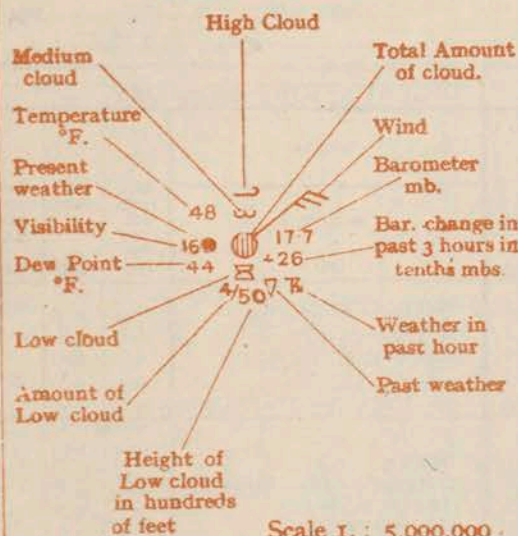 High Cloud
Medium
cloud
Total Amount
of cloud.
Temperature
°F.
Wind
Present
weather
Barometer
mb.
48
Visibility
16
17.7
Bar. change in
past 3 hours in
tenths mbs.
Dew Point
°F.
44
+26
4/50
Low cloud
Weather in
past hour
Amount of
Low cloud
Past weather
Height of
Low cloud
in hundreds
of feet
Scale 1. : 5,000,000